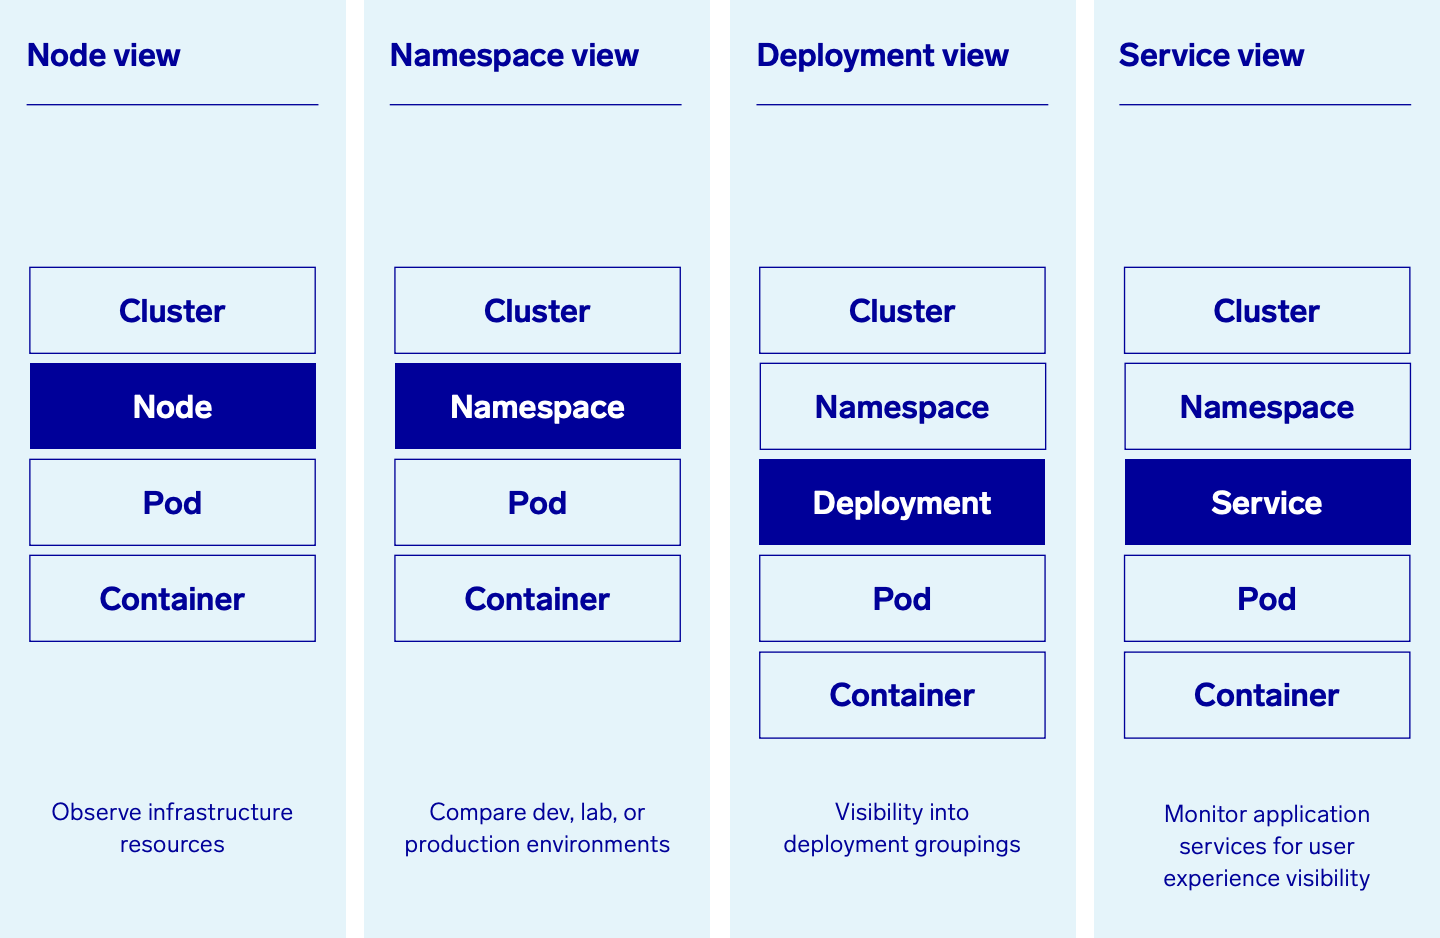 Node view
Cluster
Node
Pod
Container
Observe infrastructure
resources
Namespace view
Cluster
Namespace
Pod
Container
Compare dev, lab, or
production environments
Deployment view
Cluster
Namespace
Deployment
Pod
Container
Visibility into
deployment groupings
Service view
Cluster
Namespace
Service
Pod
Container
Monitor application
services for user
experience visibility